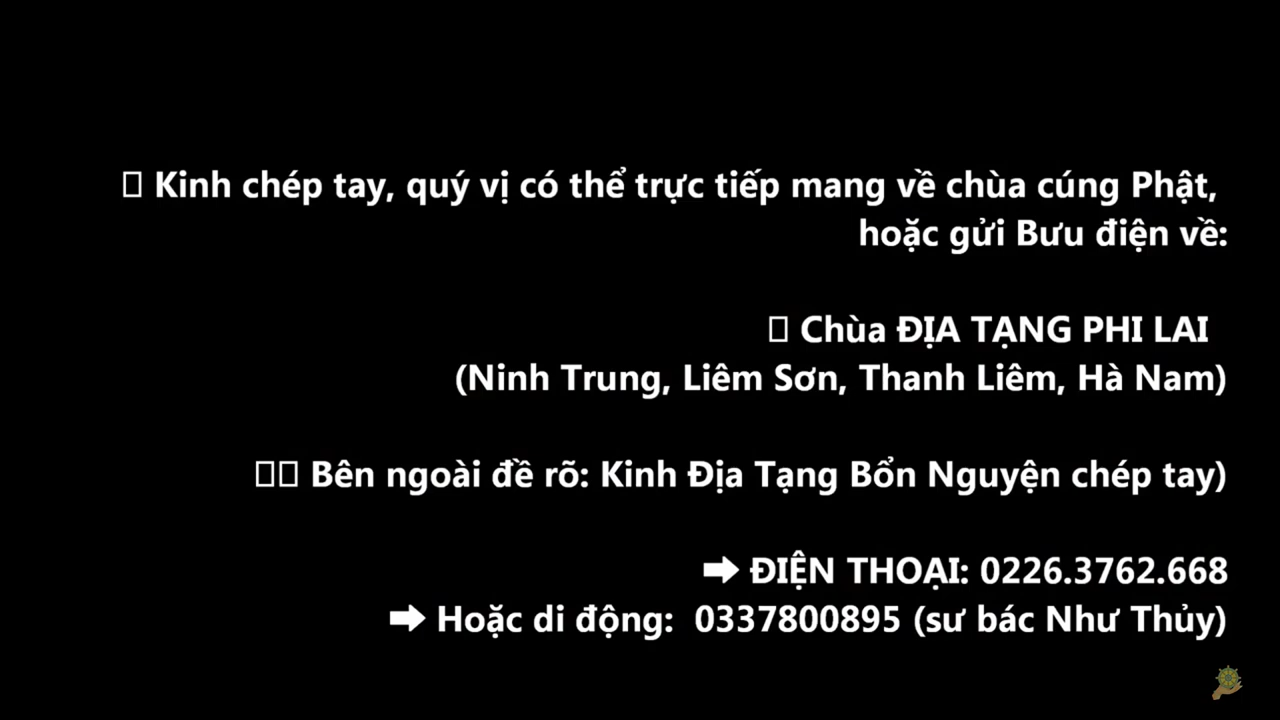 Kinh chép tay, quý vị có thể trực tiếp mang về chùa cúng Phật,
hoặc gửi Bưu điện về:
Chùa ĐỊA TẠNG PHI LAI
(Ninh Trung, Liêm Sơn, Thanh Liêm, Hà Nam)
Bên ngoài đề rõ: Kinh Địa Tạng Bổn Nguyện chép tay)
➡ ĐIỆN THOẠI: 0226.3762.668
➡ Hoặc di động: 0337800895 (sư bác Như Thủy)